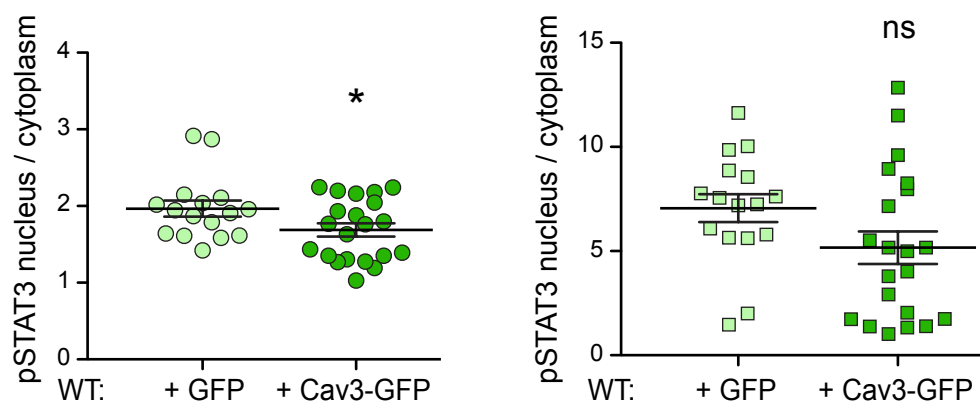 pSTAT3 nucleus / cytoplasm
4
3
2
1
0
*
WT: + GFP + Cav3-GFP
pSTAT3 nucleus / cytoplasm
15
10
5
0
ns
WT: + GFP + Cav3-GFP